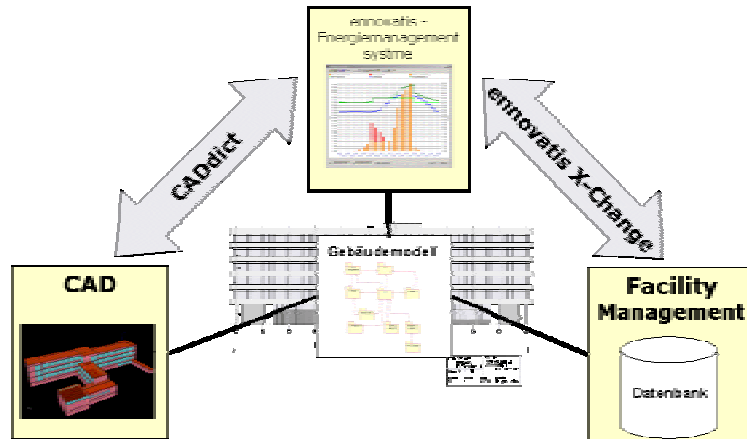 ennovatis -
Energiemanagement
systme
CADdict
ennovatis X-Change
Gebäudemodell
CAD
Facility
Management
Datenbank